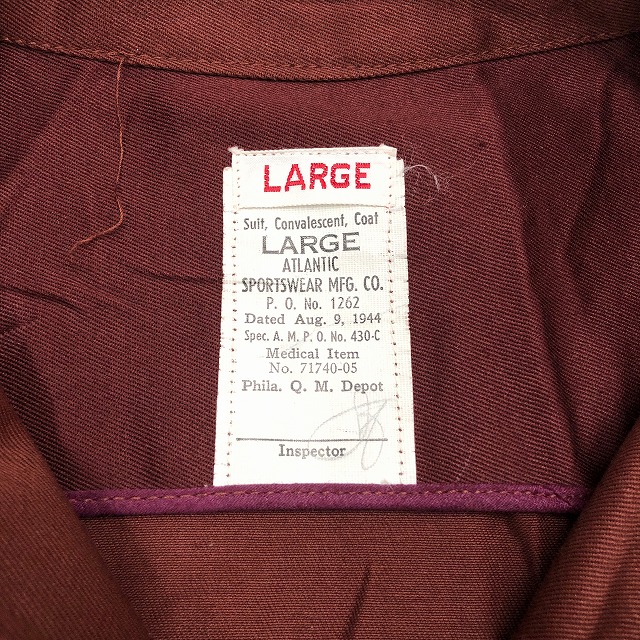 LARGE
Suit, Convalescent, Coat
LARGE
ATLANTIC
SPORTSWEAR MFG. CO.
P. O. No. 1262
Dated Aug. 9, 1944
Spec. A. M. P. O. No. 430-C
Medical Item
No. 71740-05
Phila. Q. M. Depot
Inspector